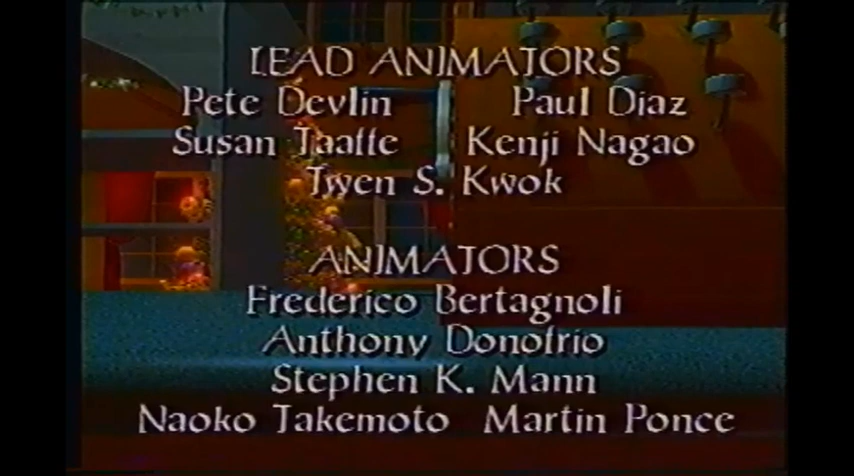 LEAD ANIMATORS
Pete Devlin Paul Diaz
Susan Taaffe Kenji Nagao
Twen S. Kwok
ANIMATORS
Frederico Bertagnoli
Anthony Donofrio
Stephen K. Mann
Naoko Takemoto Martin Ponce